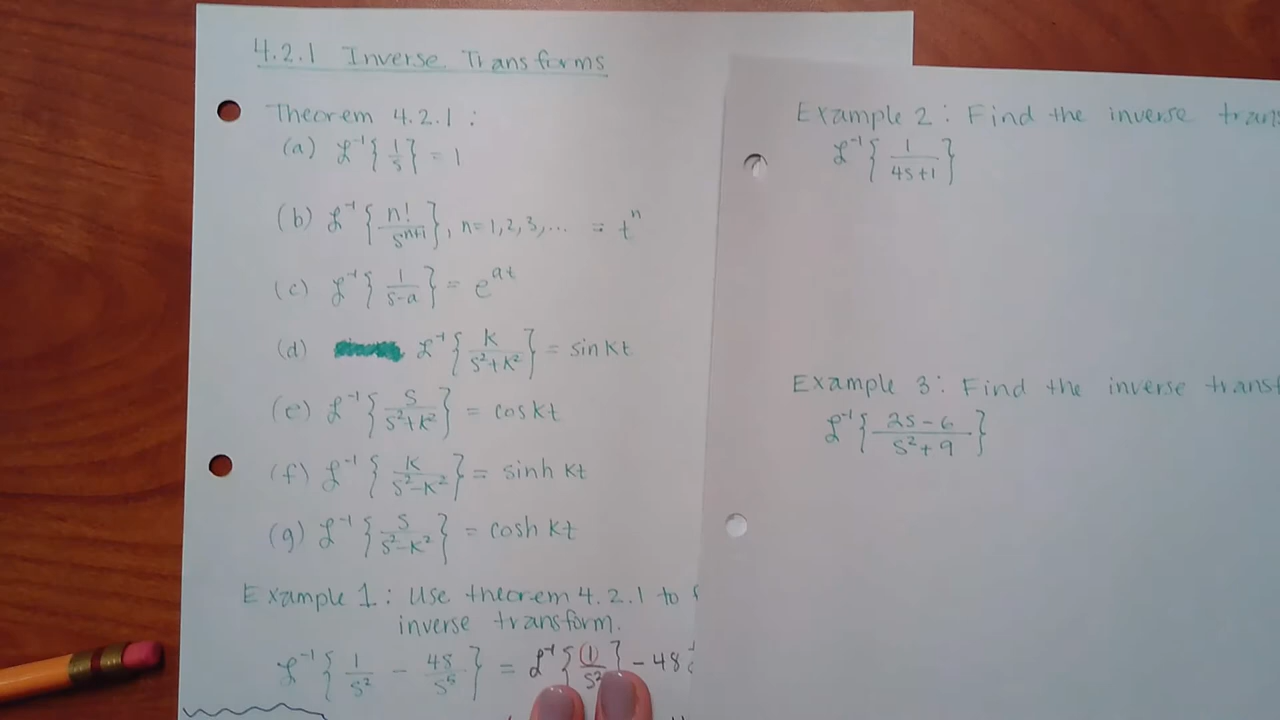 4.2.1 Inverse Transforms
Theorem 4.2.1 :
(a) ℒ⁻¹{1/s} = 1
(b) ℒ⁻¹{n!/sⁿ⁺¹}, n=1,2,3,... = tⁿ
(c) ℒ⁻¹{1/(s-a)} = e^{at}
(d) ℒ⁻¹{k/(s²+k²)} = sin kt
(e) ℒ⁻¹{s/(s²+k²)} = cos kt
(f) ℒ⁻¹{k/(s²-k²)} = sinh kt
(g) ℒ⁻¹{s/(s²-k²)} = cosh kt
Example 1: Use theorem 4.2.1 to
inverse transform.
ℒ⁻¹{1/s² - 48/s⁵} = ℒ⁻¹{1/s²} - 48
Example 2: Find the inverse
ℒ⁻¹{1/(4s+1)}
Example 3: Find the inverse
ℒ⁻¹{(2s-6)/(s²+9)}